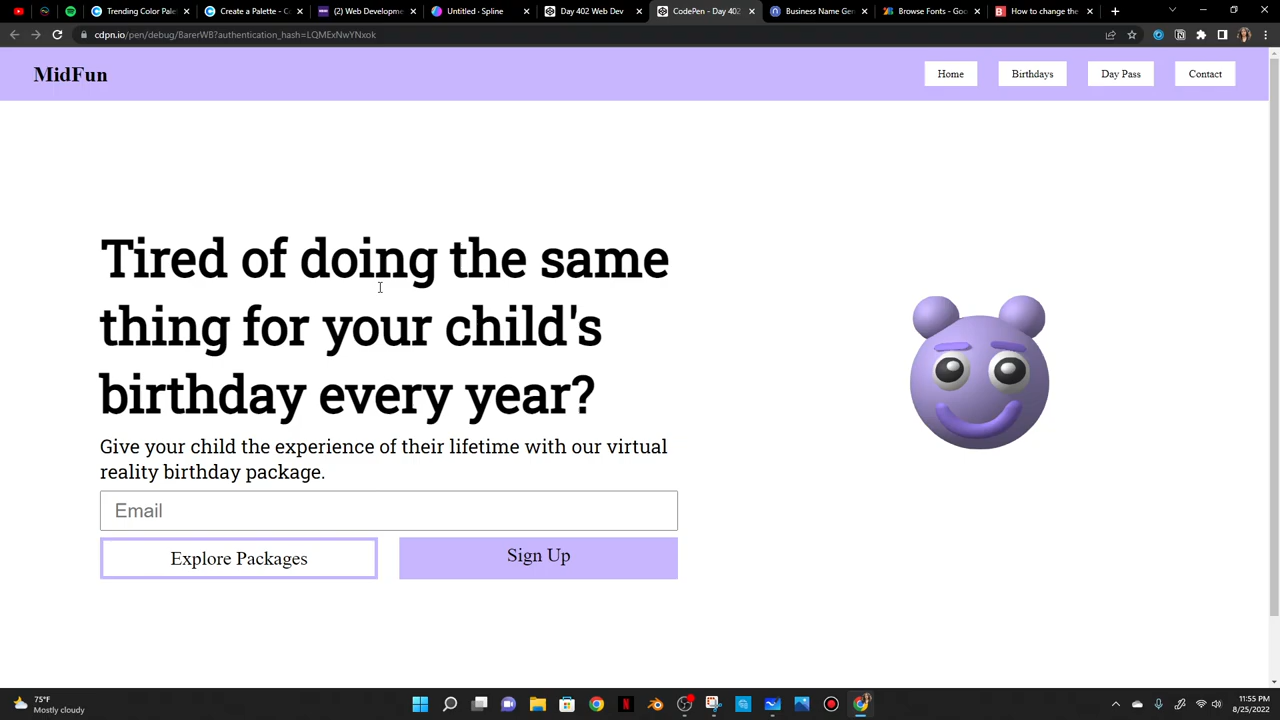 Trending Color Pale
Create a Palette - C
(2) Web Developme
Untitled - Spline
Day 402 Web Dev
CodePen - Day 402
Business Name Gen
Browse Fonts - Goo
How to change the
cdpn.io/pen/debug/BarerWB?authentication_hash=LQMExNwYNxok
MidFun
Home
Birthdays
Day Pass
Contact
Tired of doing the same
thing for your child's
birthday every year?
Give your child the experience of their lifetime with our virtual
reality birthday package.
Email
Explore Packages
Sign Up
75°F
Mostly cloudy
11:55 PM
8/25/2022